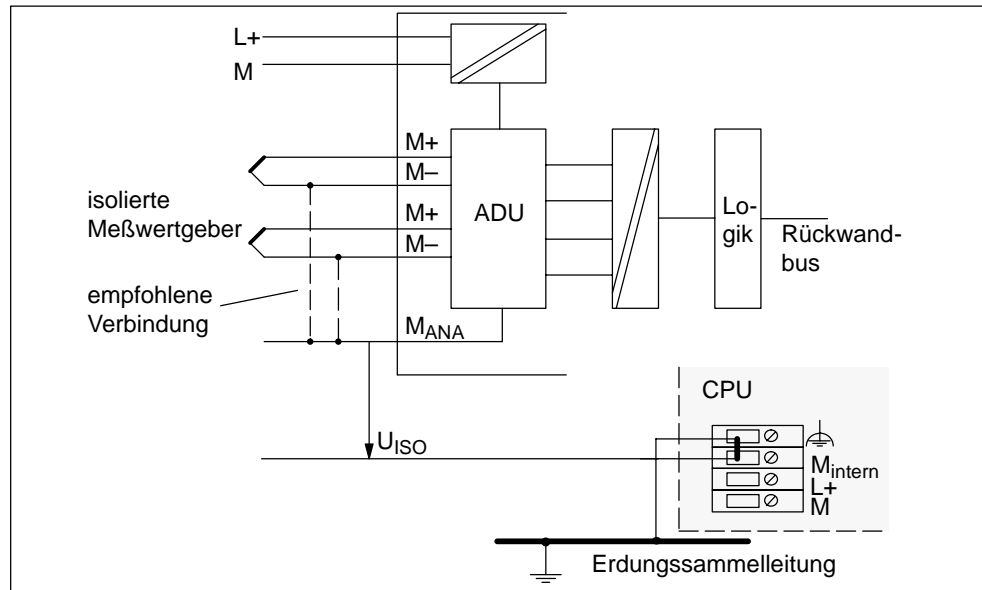 L+
M
M+
M–
M+
M–
ADU
Lo-
gik
Rückwand-
bus
isolierte
Meßwertgeber
empfohlene
Verbindung
MANA
UISO
CPU
Mintern
L+
M
Erdungssammelleitung